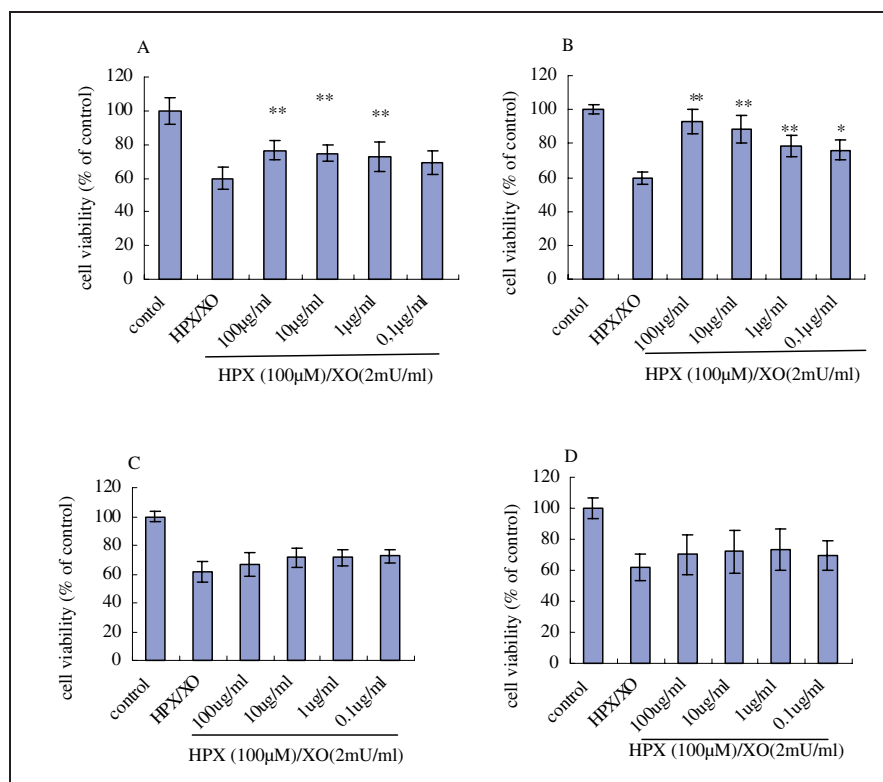 A
cell viability (% of control)
120
100
80
60
40
20
0
**
**
**
contol
HPX/XO
100µg/ml
10µg/ml
1µg/ml
0,1µg/ml
HPX (100µM)/XO(2mU/ml)
B
cell viability (% of control)
120
100
80
60
40
20
0
**
**
**
*
control
HPX/XO
100µg/ml
10µg/ml
1µg/ml
0,1µg/ml
HPX (100µM)/XO(2mU/ml)
C
cell viability (% of control)
120
100
80
60
40
20
0
control
HPX/XO
100ug/ml
10ug/ml
1ug/ml
0.1ug/ml
HPX (100µM)/XO(2mU/ml)
D
cell viability (% of control)
120
100
80
60
40
20
0
control
HPX/XO
100ug/ml
10ug/ml
1ug/ml
0.1ug/ml
HPX (100µM)/XO(2mU/ml)